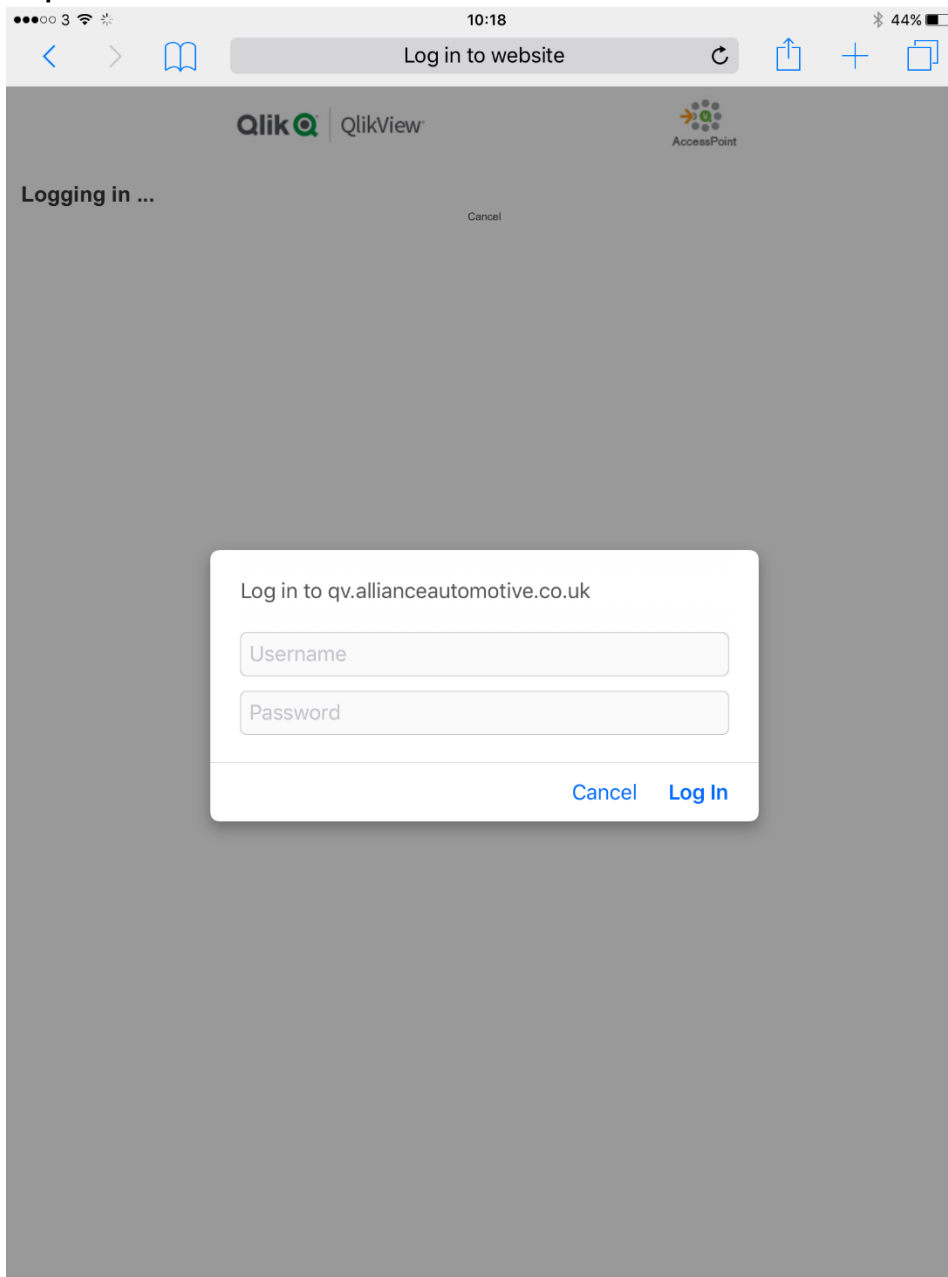 3 10:18 44%
Log in to website
Qlik Q QlikView
AccessPoint
Logging in ...
Cancel
Log in to qv.allianceautomotive.co.uk
Username
Password
Cancel Log In